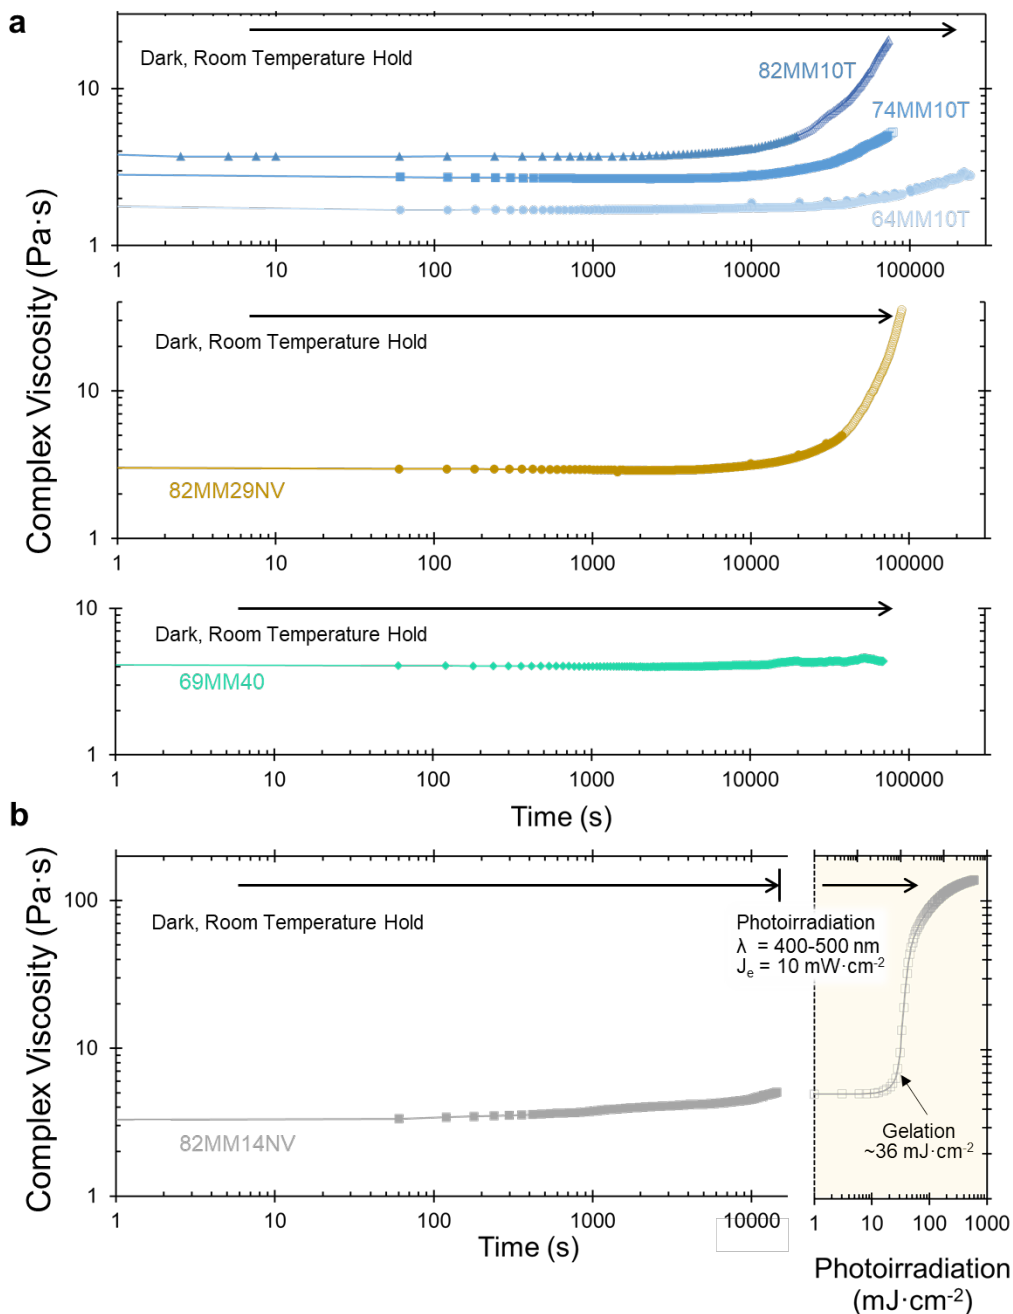 a
Complex Viscosity (Pa·s)
Dark, Room Temperature Hold
82MM10T
74MM10T
64MM10T
10
1
1 10 100 1000 10000 100000
Dark, Room Temperature Hold
82MM29NV
10
1
1 10 100 1000 10000 100000
Dark, Room Temperature Hold
69MM40
10
1
1 10 100 1000 10000 100000
Time (s)
b
Complex Viscosity (Pa·s)
Dark, Room Temperature Hold
82MM14NV
100
10
1
1 10 100 1000 10000
Time (s)
Photoirradiation
λ = 400-500 nm
Jₑ = 10 mW·cm⁻²
Gelation
~36 mJ·cm⁻²
1 10 100 1000
Photoirradiation
(mJ·cm⁻²)